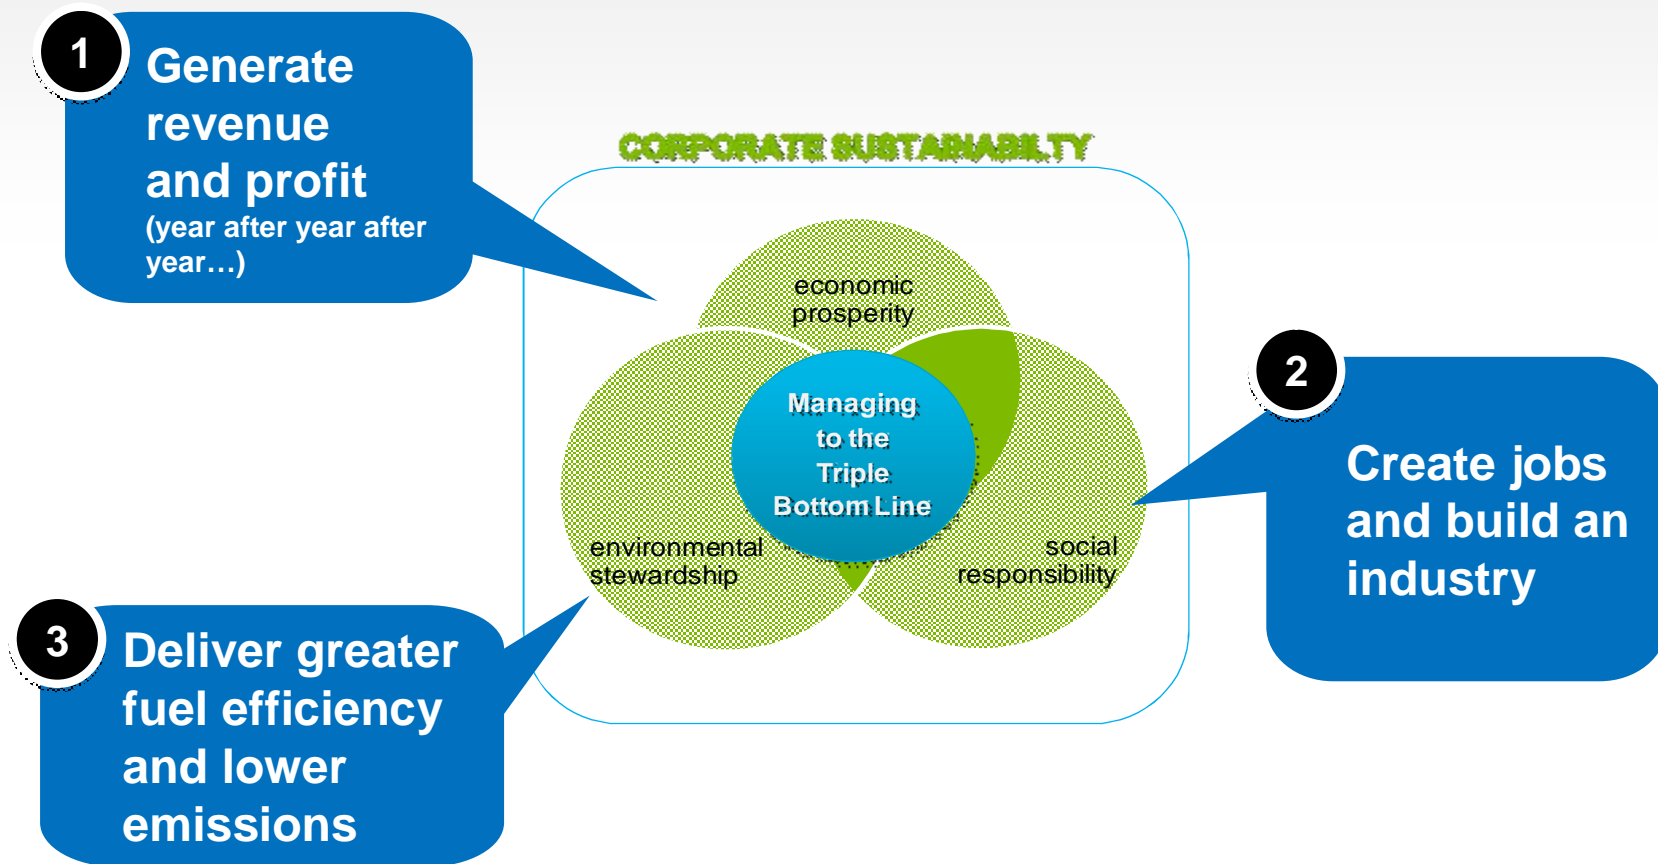 1
Generate
revenue
and profit
(year after year after
year…)
CORPORATE SUSTAINABILTY
economic
prosperity
Managing
to the
Triple
Bottom Line
environmental
stewardship
social
responsibility
2
Create jobs
and build an
industry
3
Deliver greater
fuel efficiency
and lower
emissions